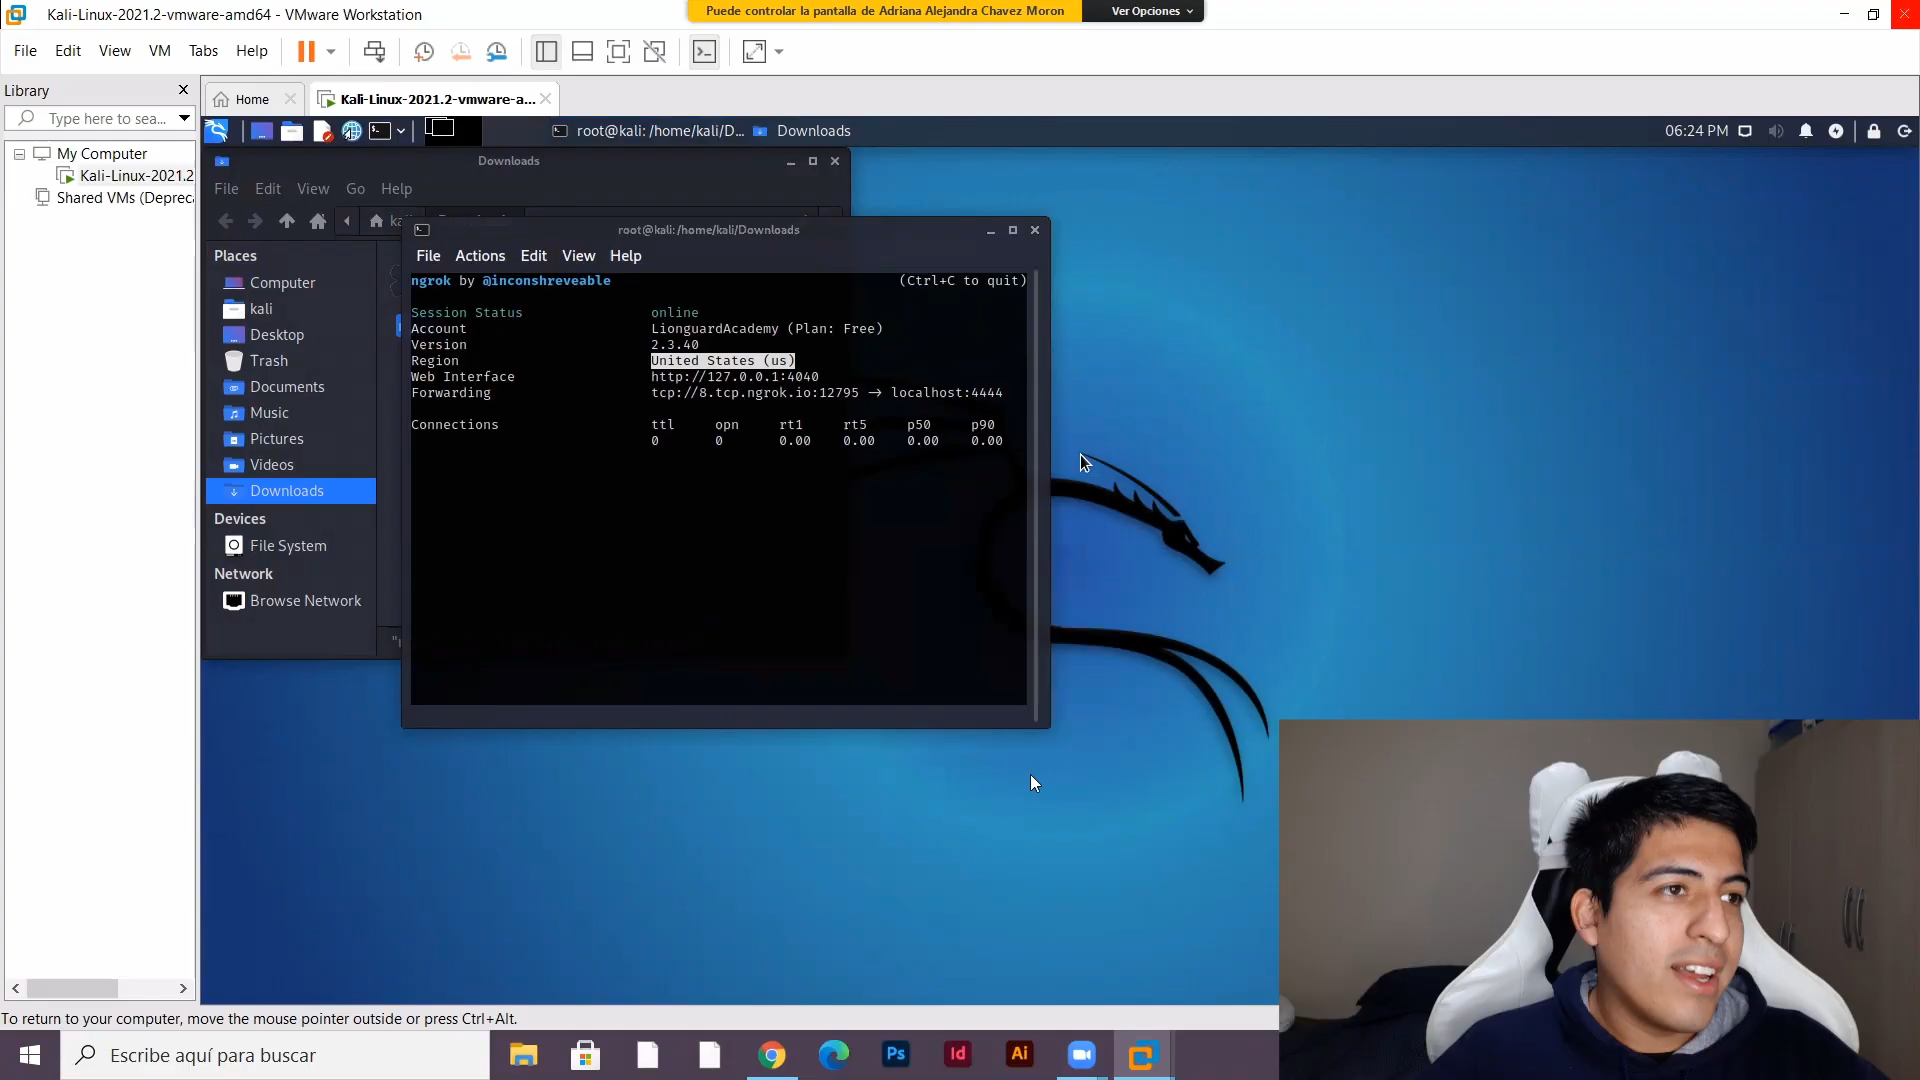 Kali-Linux-2021.2-vmware-amd64 - VMware Workstation
Puede controlar la pantalla de Adriana Alejandra Chavez Moron
Ver Opciones
File Edit View VM Tabs Help
Library
Type here to sea...
My Computer
Kali-Linux-2021.2
Shared VMs (Depreca
Home
Kali-Linux-2021.2-vmware-a...
root@kali: /home/kali/D...
Downloads
06:24 PM
Downloads
File Edit View Go Help
Places
Computer
kali
Desktop
Trash
Documents
Music
Pictures
Videos
Downloads
Devices
File System
Network
Browse Network
root@kali:/home/kali/Downloads
File Actions Edit View Help
ngrok by @inconshreveable (Ctrl+C to quit)
Session Status online
Account LionguardAcademy (Plan: Free)
Version 2.3.40
Region United States (us)
Web Interface http://127.0.0.1:4040
Forwarding tcp://8.tcp.ngrok.io:12795 → localhost:4444
Connections ttl opn rt1 rt5 p50 p90
0 0 0.00 0.00 0.00 0.00
To return to your computer, move the mouse pointer outside or press Ctrl+Alt.
Escribe aquí para buscar
Ps
Id
Ai